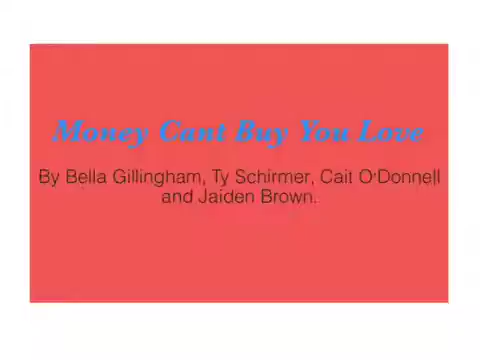 Money Cant Buy You Love
By Bella Gillingham, Ty Schirmer, Cait O'Donnell
and Jaiden Brown.